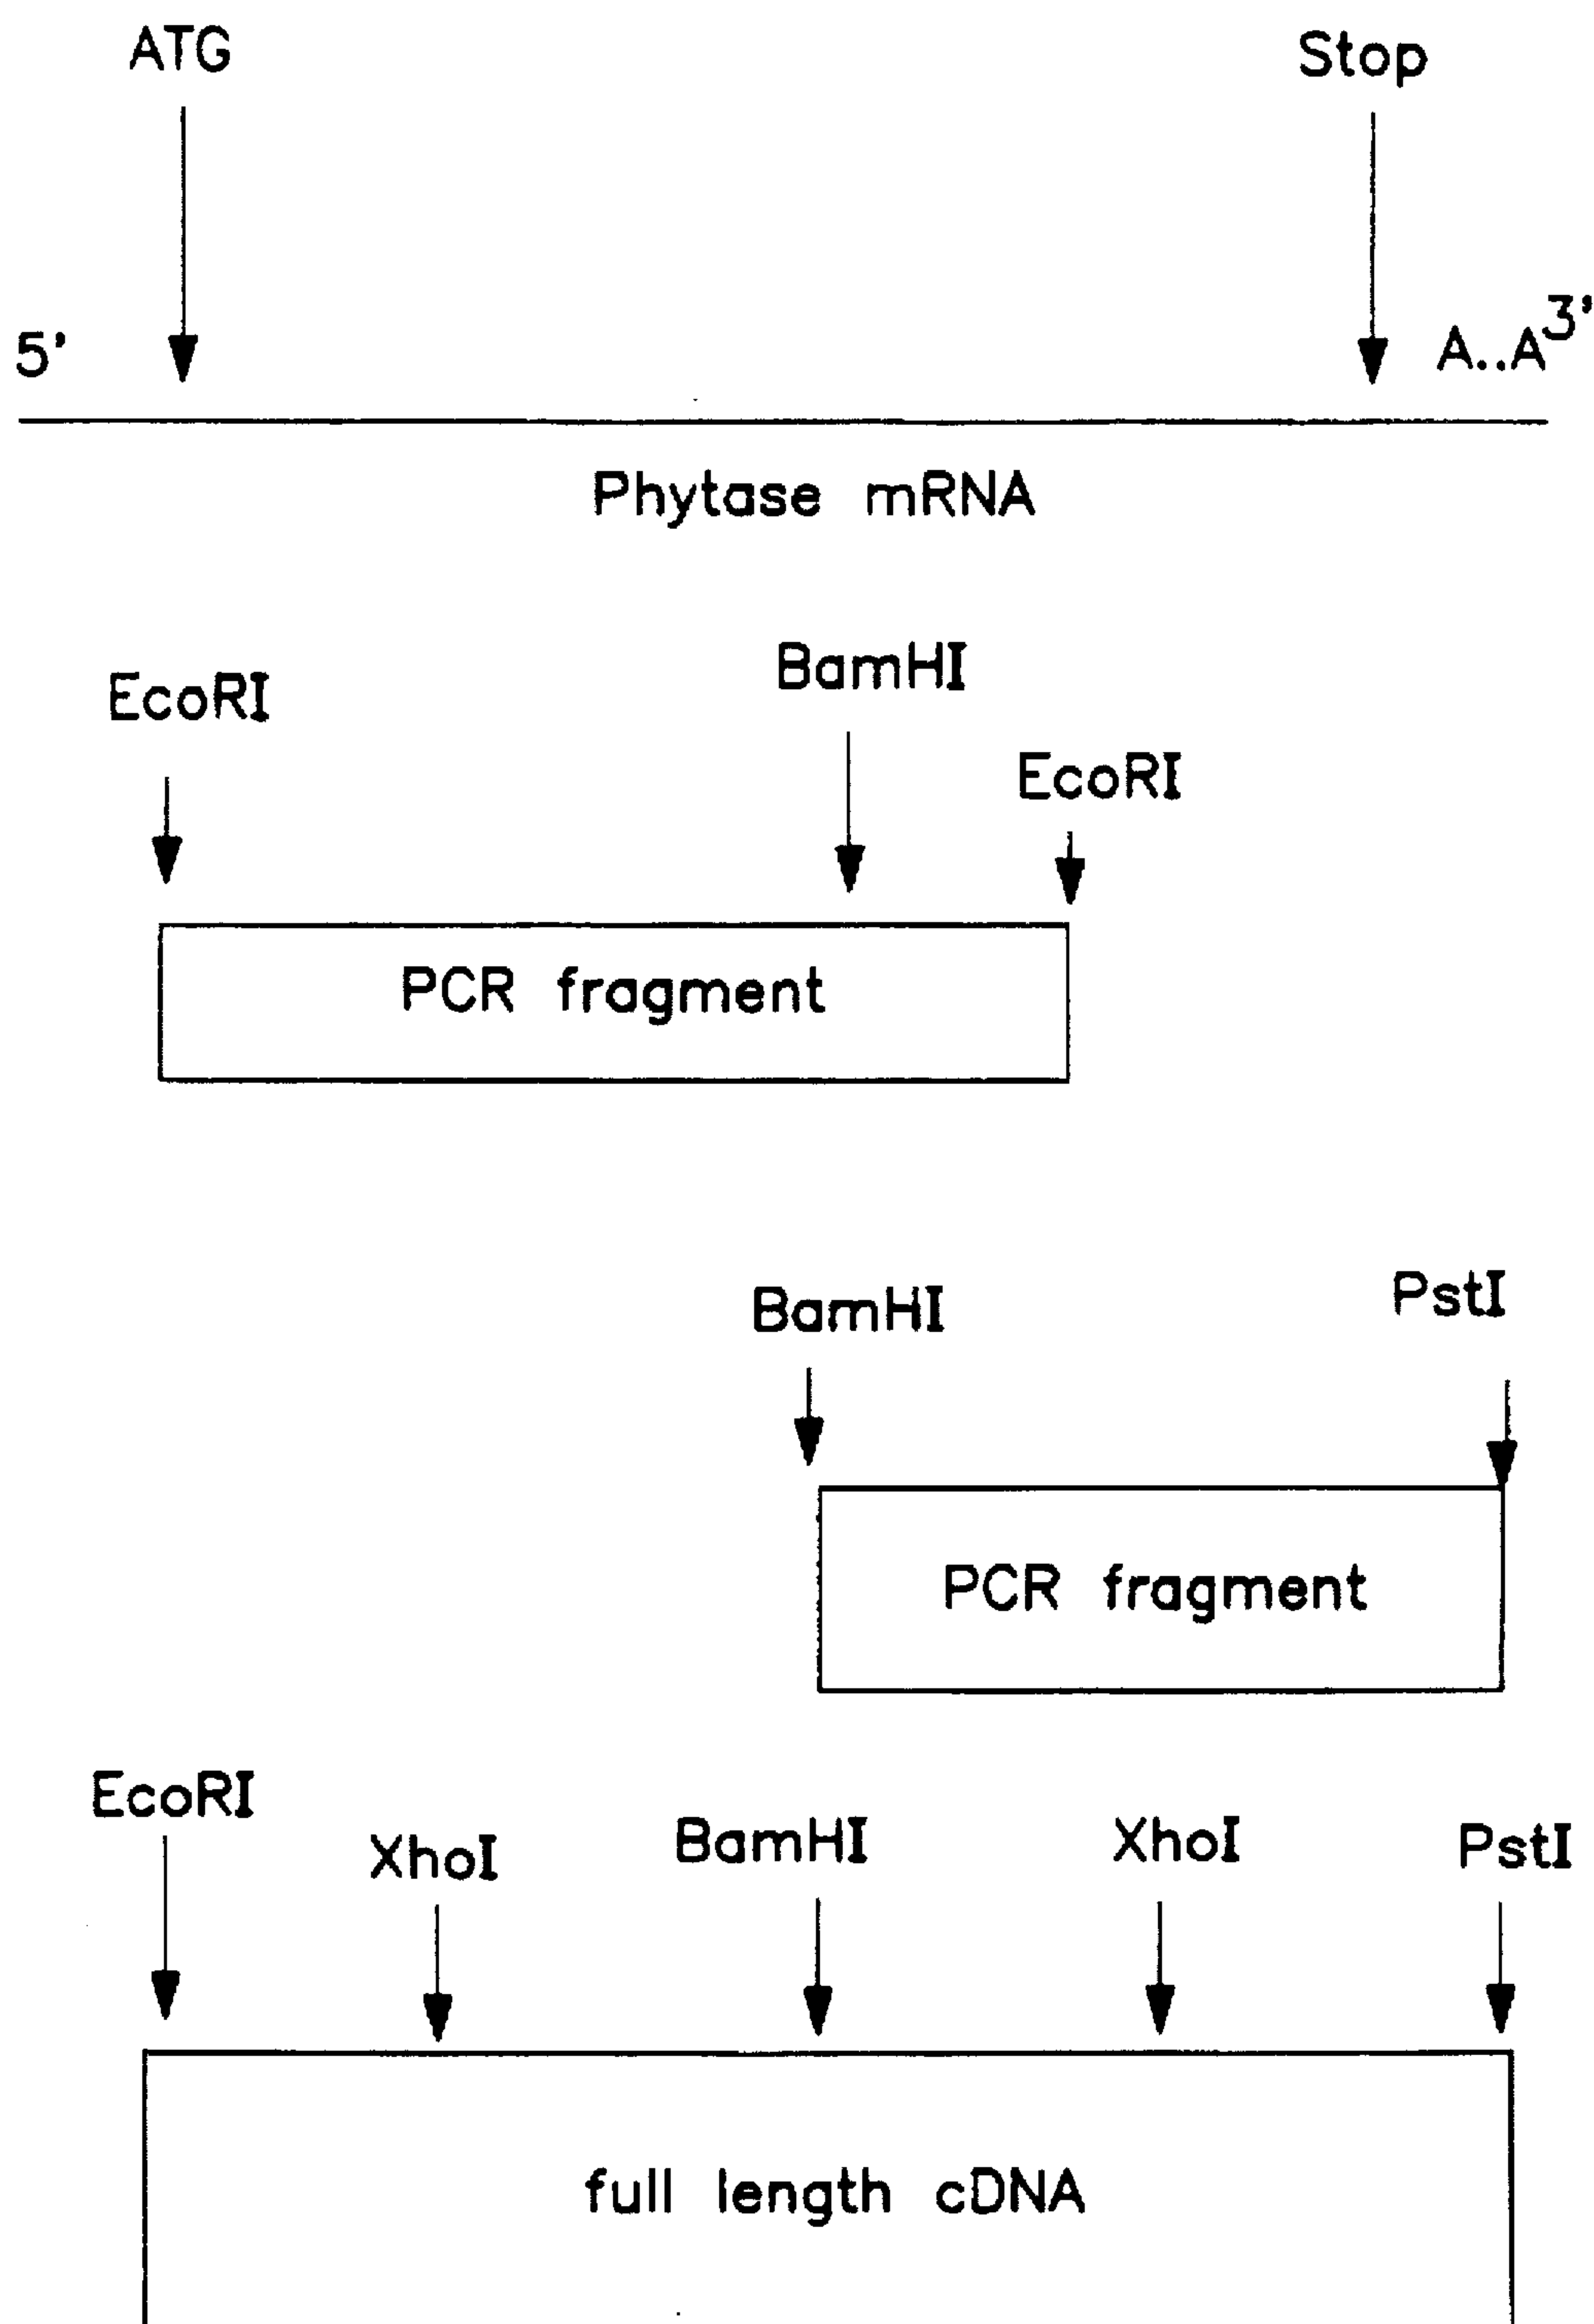 ATG Stop
5' A..A3'
Phytase mRNA
BamHI
EcoRI
EcoRI
PCR fragment
BamHI PstI
PCR fragment
EcoRI
XhoI BamHI XhoI PstI
full length cDNA